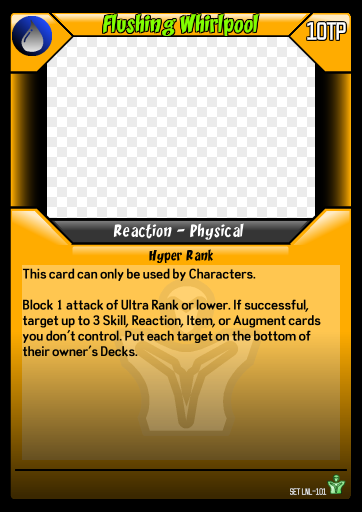 Flushing Whirlpool
10TP
Reaction - Physical
Hyper Rank
This card can only be used by Characters.
Block 1 attack of Ultra Rank or lower. If successful,
target up to 3 Skill, Reaction, Item, or Augment cards
you don't control. Put each target on the bottom of
their owner's Decks.
SET LNL-101